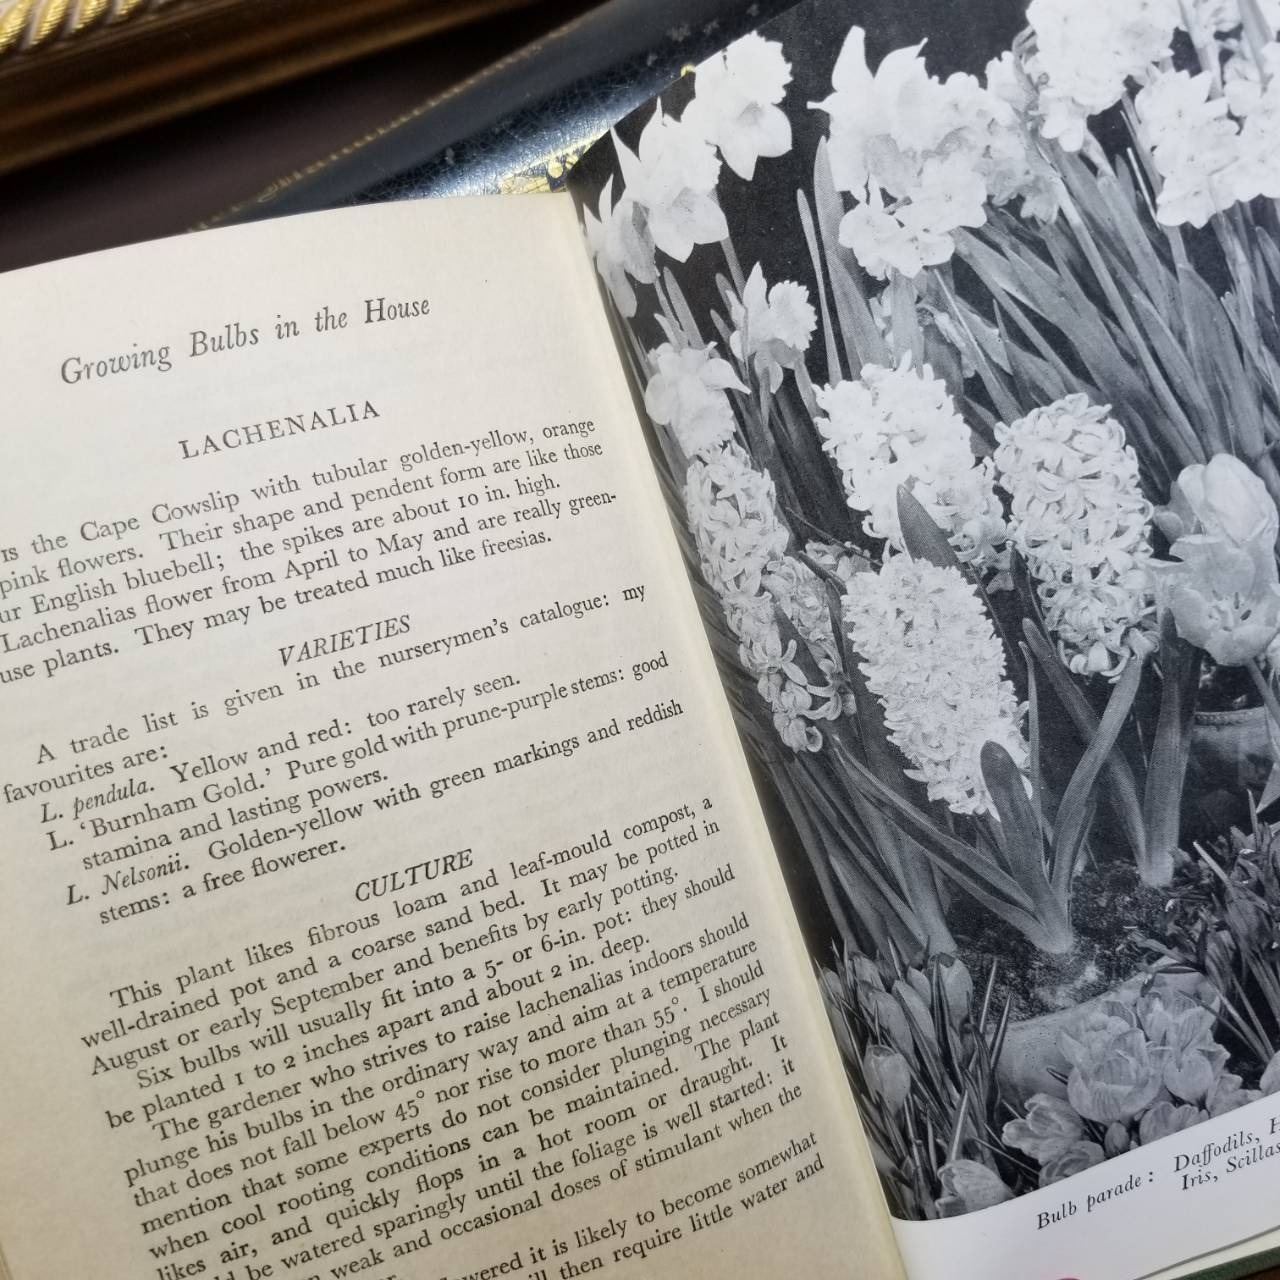 Growing Bulbs in the House
LACHENALIA
is the Cape Cowslip with tubular golden-yellow, orange
pink flowers. Their shape and pendent form are like those
ur English bluebell; the spikes are about 10 in. high.
Lachenalias flower from April to May and are really green-
use plants. They may be treated much like freesias.
VARIETIES
A trade list is given in the nurserymen's catalogue: my
favourites are:
L. pendula. Yellow and red: too rarely seen.
L. 'Burnham Gold.' Pure gold with prune-purple stems: good
stamina and lasting powers.
L. Nelsonii. Golden-yellow with green markings and reddish
stems: a free flowerer.
CULTURE
This plant likes fibrous loam and leaf-mould compost, a
well-drained pot and a coarse sand bed. It may be potted in
August or early September and benefits by early potting.
Six bulbs will usually fit into a 5- or 6-in. pot: they should
be planted 1 to 2 inches apart and about 2 in. deep.
The gardener who strives to raise lachenalias indoors should
plunge his bulbs in the ordinary way and aim at a temperature
that does not fall below 45° nor rise to more than 55°. I should
mention that some experts do not consider plunging necessary
when cool rooting conditions can be maintained. The plant
likes air, and quickly flops in a hot room or draught. It
d be watered sparingly until the foliage is well started: it
n weak and occasional doses of stimulant when the
er.
wered it is likely to become somewhat
ll then require little water and
Bulb parade: Daffodils, H
Iris, Scillas